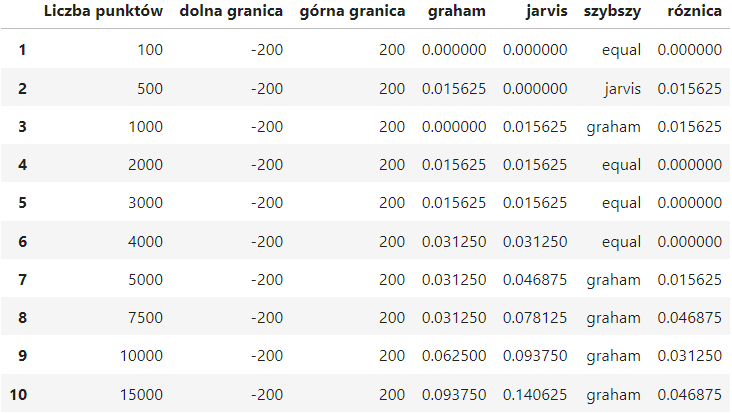 Liczba punktów dolna granica górna granica graham jarvis szybszy róznica
1 100 -200 200 0.000000 0.000000 equal 0.000000
2 500 -200 200 0.015625 0.000000 jarvis 0.015625
3 1000 -200 200 0.000000 0.015625 graham 0.015625
4 2000 -200 200 0.015625 0.015625 equal 0.000000
5 3000 -200 200 0.015625 0.015625 equal 0.000000
6 4000 -200 200 0.031250 0.031250 equal 0.000000
7 5000 -200 200 0.031250 0.046875 graham 0.015625
8 7500 -200 200 0.031250 0.078125 graham 0.046875
9 10000 -200 200 0.062500 0.093750 graham 0.031250
10 15000 -200 200 0.093750 0.140625 graham 0.046875